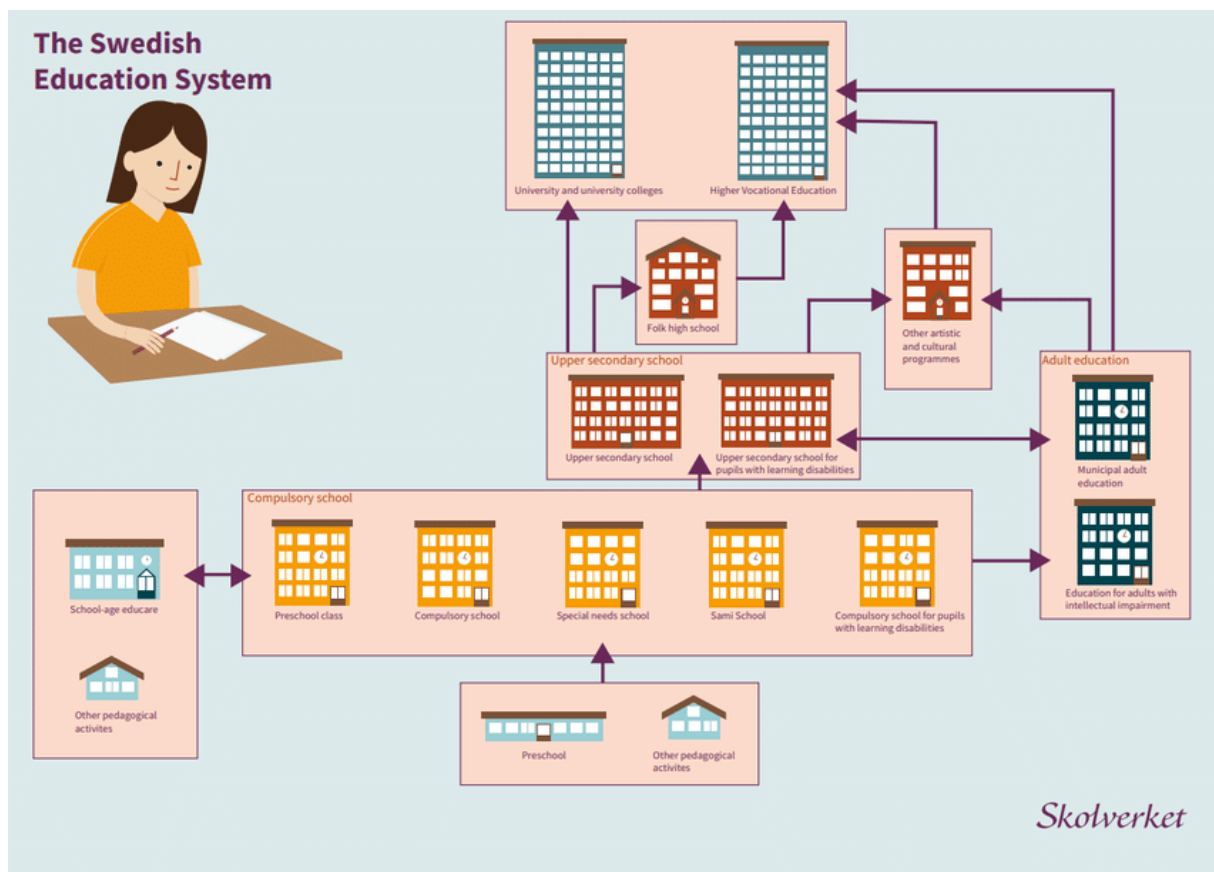 The Swedish
Education System
University and university colleges
Higher Vocational Education
Folk high school
Other artistic
and cultural
programmes
Upper secondary school
Upper secondary school
Upper secondary school for
pupils with learning disabilities
Adult education
Municipal adult
education
Education for adults with
intellectual impairment
Compulsory school
Preschool class
Compulsory school
Special needs school
Sami School
Compulsory school for pupils
with learning disabilities
School-age educare
Other pedagogical
activites
Preschool
Other pedagogical
activites
Skolverket